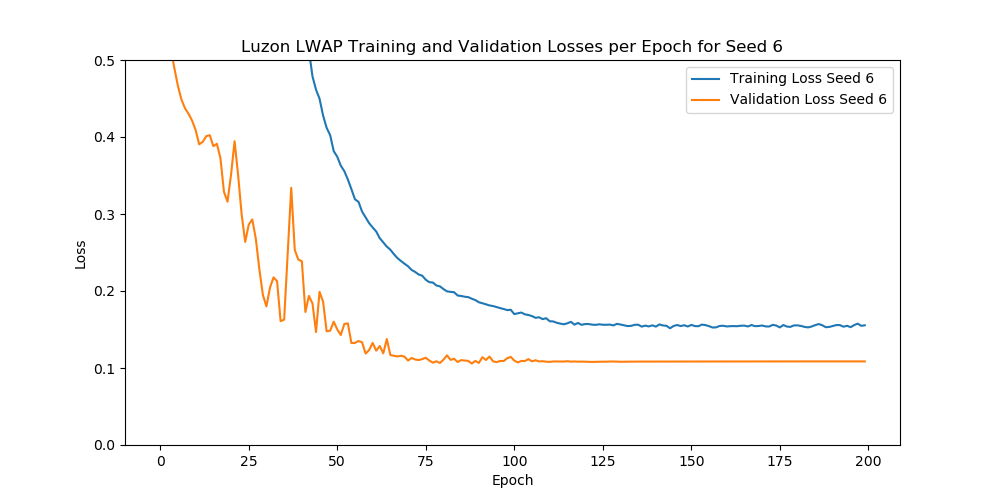 Luzon LWAP Training and Validation Losses per Epoch for Seed 6
Training Loss Seed 6
Validation Loss Seed 6
0.5
0.4
0.3
0.2
0.1
0.0
Loss
0 25 50 75 100 125 150 175 200
Epoch